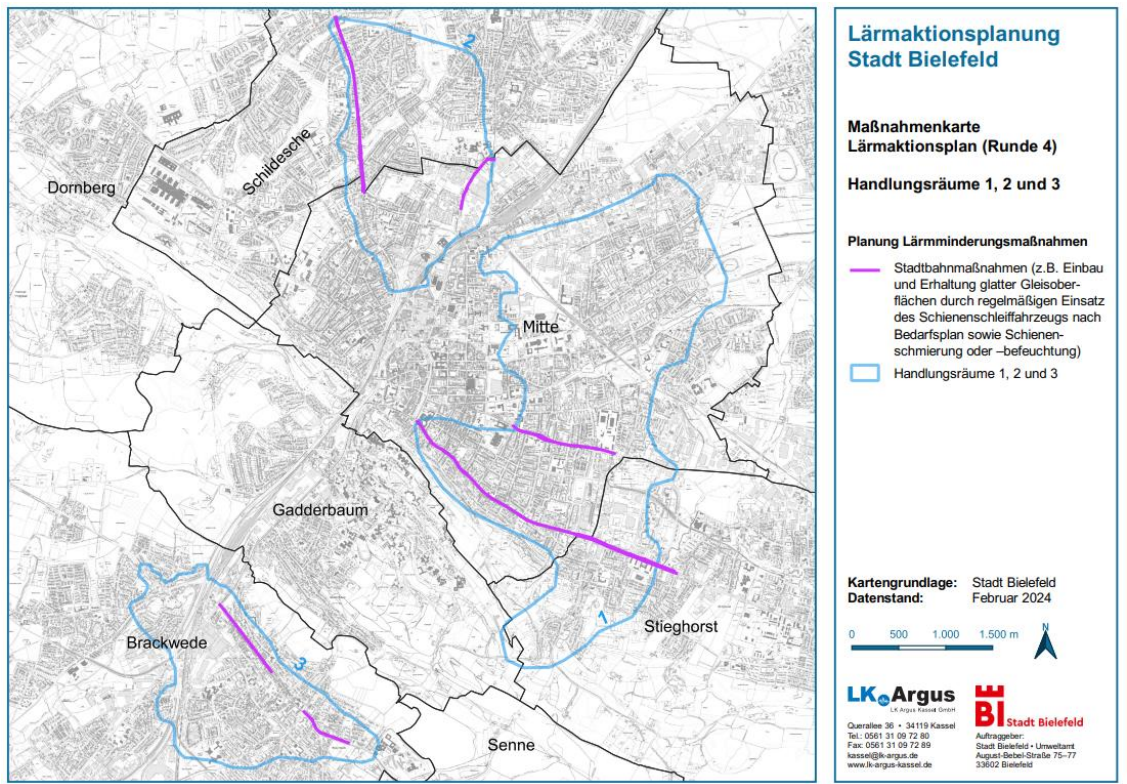 Dornberg
Schildesche
2
Mitte
Gadderbaum
1
Stieghorst
Brackwede
3
Senne
Lärmaktionsplanung
Stadt Bielefeld
Maßnahmenkarte
Lärmaktionsplan (Runde 4)
Handlungsräume 1, 2 und 3
Planung Lärmminderungsmaßnahmen
Stadtbahnmaßnahmen (z.B. Einbau
und Erhaltung glatter Gleisober-
flächen durch regelmäßigen Einsatz
des Schienenschleiffahrzeugs nach
Bedarfsplan sowie Schienen-
schmierung oder –befeuchtung)
Handlungsräume 1, 2 und 3
Kartengrundlage: Stadt Bielefeld
Datenstand: Februar 2024
0 500 1.000 1.500 m
N
LK Argus
LK Argus Kassel GmbH
Querallee 36 • 34119 Kassel
Tel.: 0561 31 09 72 80
Fax: 0561 31 09 72 89
kassel@lk-argus.de
www.lk-argus-kassel.de
BI Stadt Bielefeld
Auftraggeber:
Stadt Bielefeld • Umweltamt
August-Bebel-Straße 75–77
33602 Bielefeld